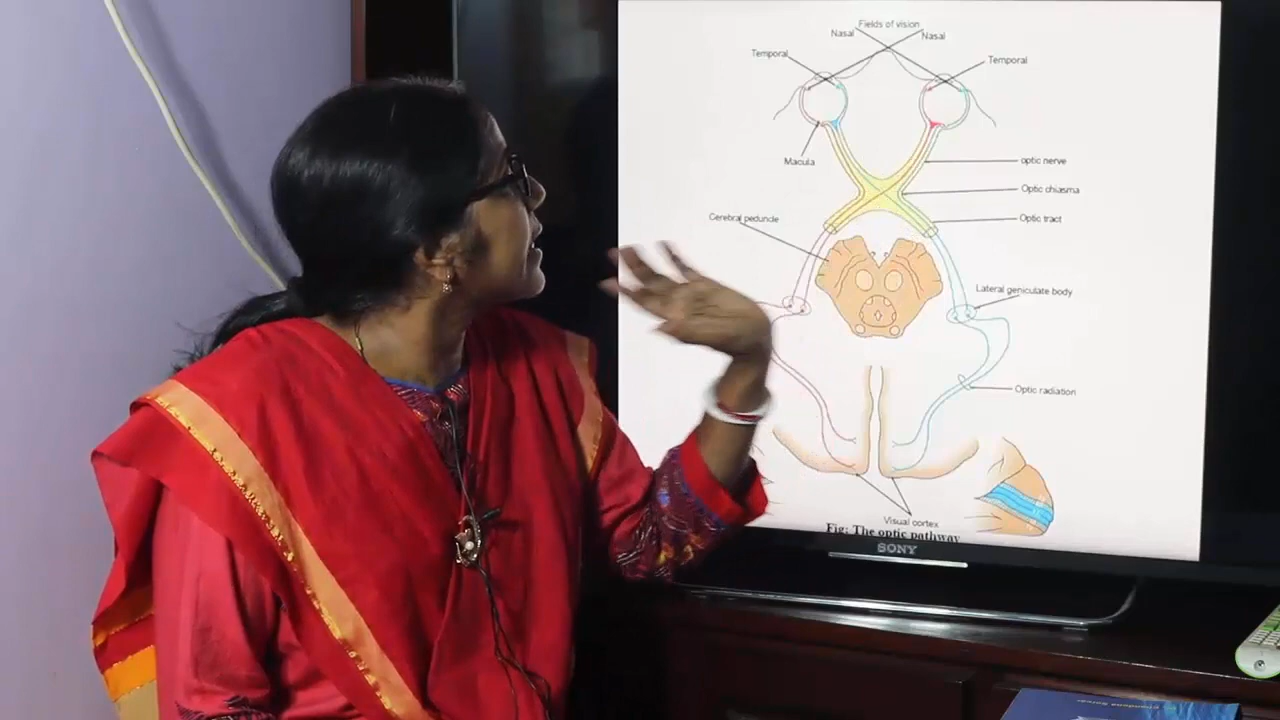 Fields of vision
Nasal
Nasal
Temporal
Temporal
Macula
optic nerve
Optic chiasma
Cerebral peduncle
Optic tract
Lateral geniculate body
Optic radiation
Visual cortex
Fig: The optic pathway
SONY